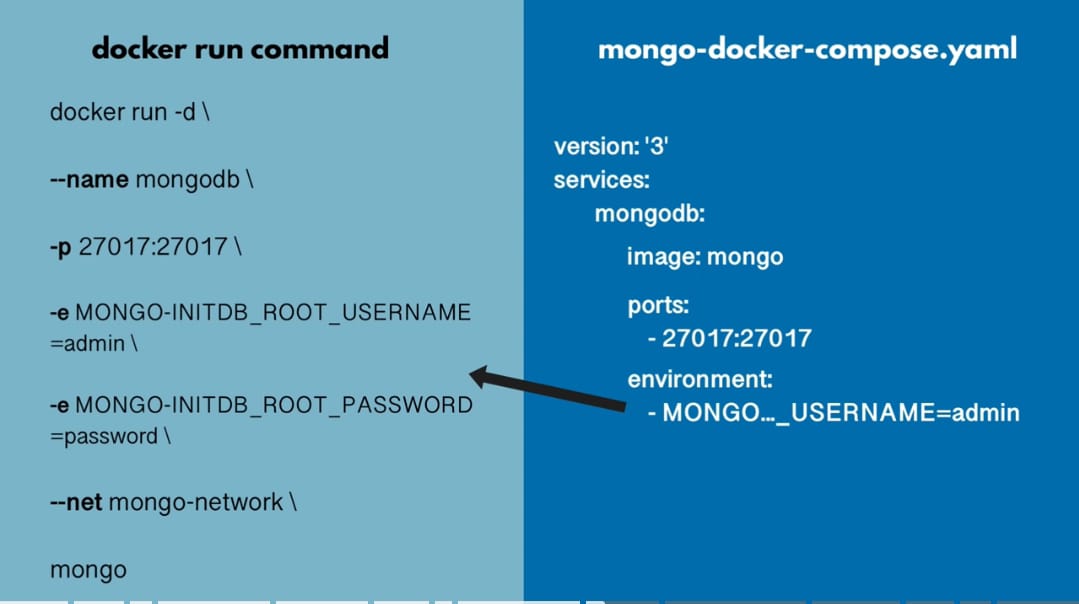 docker run command
docker run -d \
--name mongodb \
-p 27017:27017 \
-e MONGO-INITDB_ROOT_USERNAME
=admin \
-e MONGO-INITDB_ROOT_PASSWORD
=password \
--net mongo-network \
mongo
mongo-docker-compose.yaml
version: '3'
services:
mongodb:
image: mongo
ports:
- 27017:27017
environment:
- MONGO..._USERNAME=admin